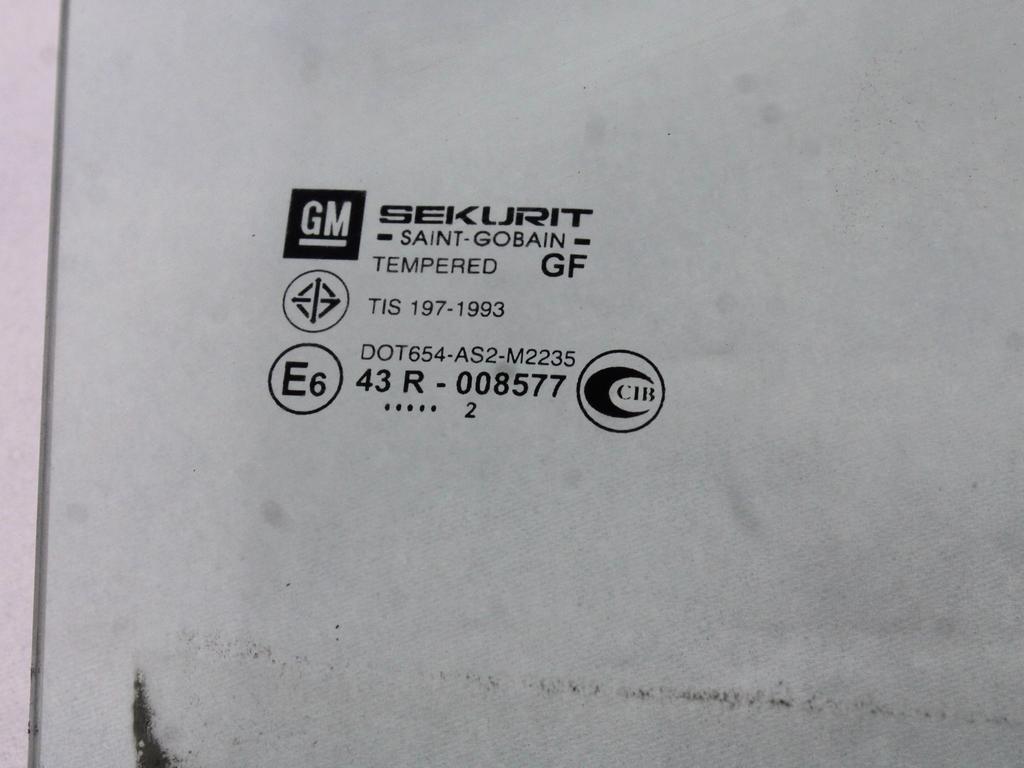 GM SEKURIT
- SAINT-GOBAIN -
TEMPERED GF
TIS 197-1993
DOT654-AS2-M2235
E6 43 R - 008577 CIB
..... 2